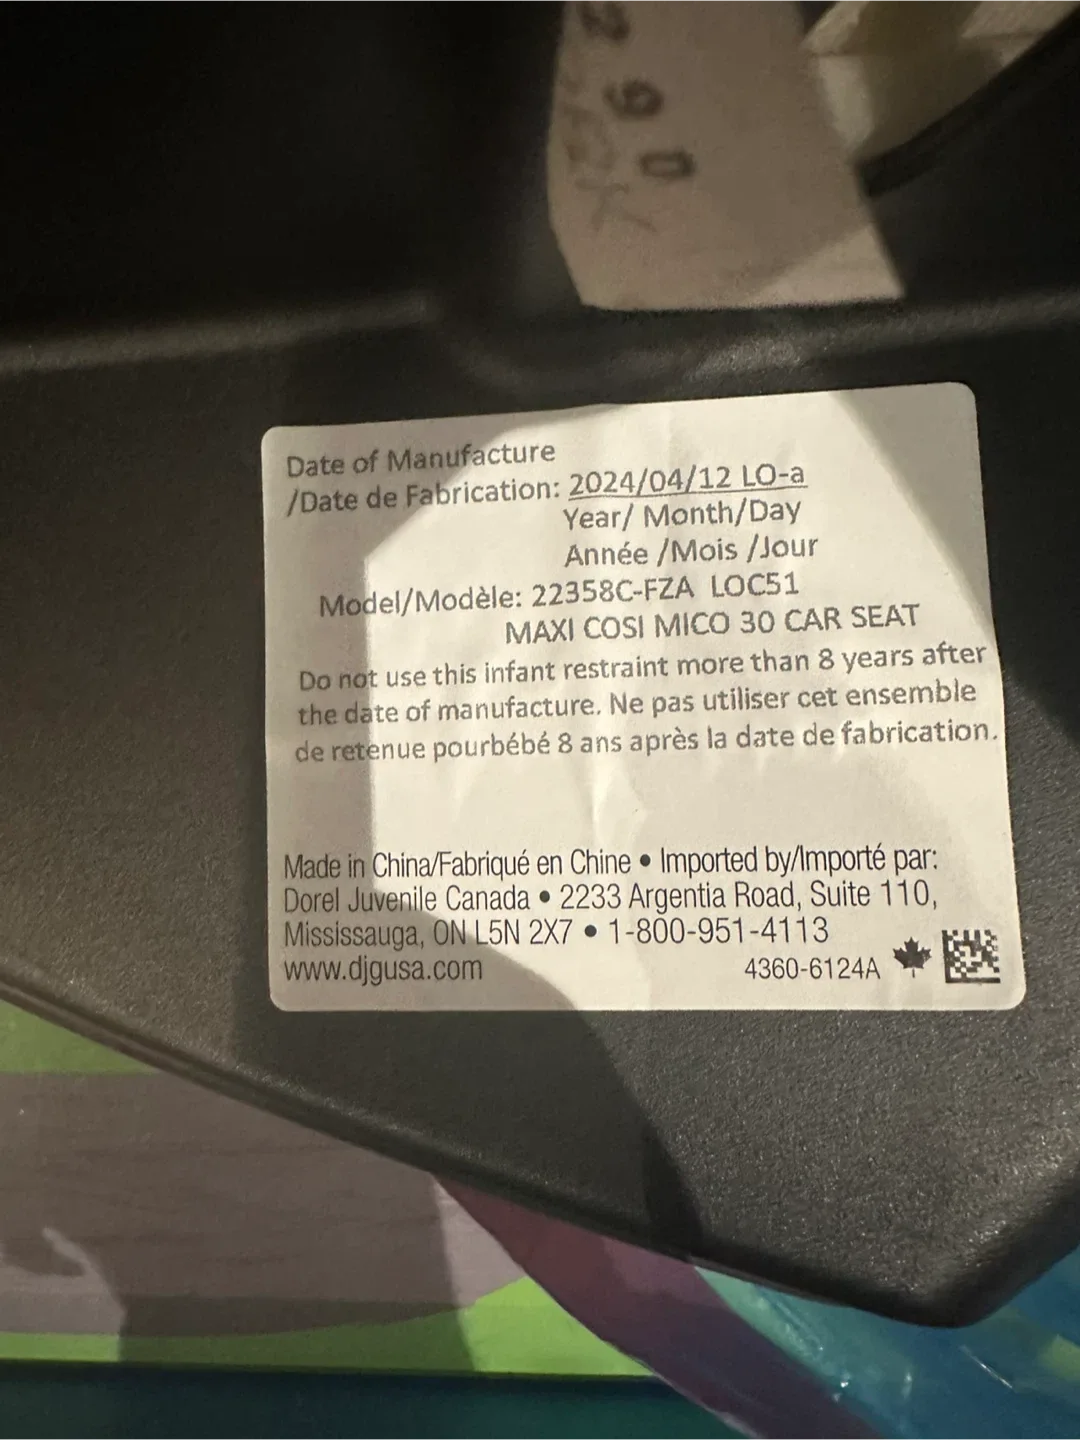 260
Date of Manufacture
/Date de Fabrication: 2024/04/12 LO-a
Year/ Month/Day
Année /Mois /Jour
Model/Modèle: 22358C-FZA LOC51
MAXI COSI MICO 30 CAR SEAT
Do not use this infant restraint more than 8 years after
the date of manufacture. Ne pas utiliser cet ensemble
de retenue pourbébé 8 ans après la date de fabrication.
Made in China/Fabriqué en Chine • Imported by/Importé par:
Dorel Juvenile Canada • 2233 Argentia Road, Suite 110,
Mississauga, ON L5N 2X7 • 1-800-951-4113
www.djgusa.com 4360-6124A